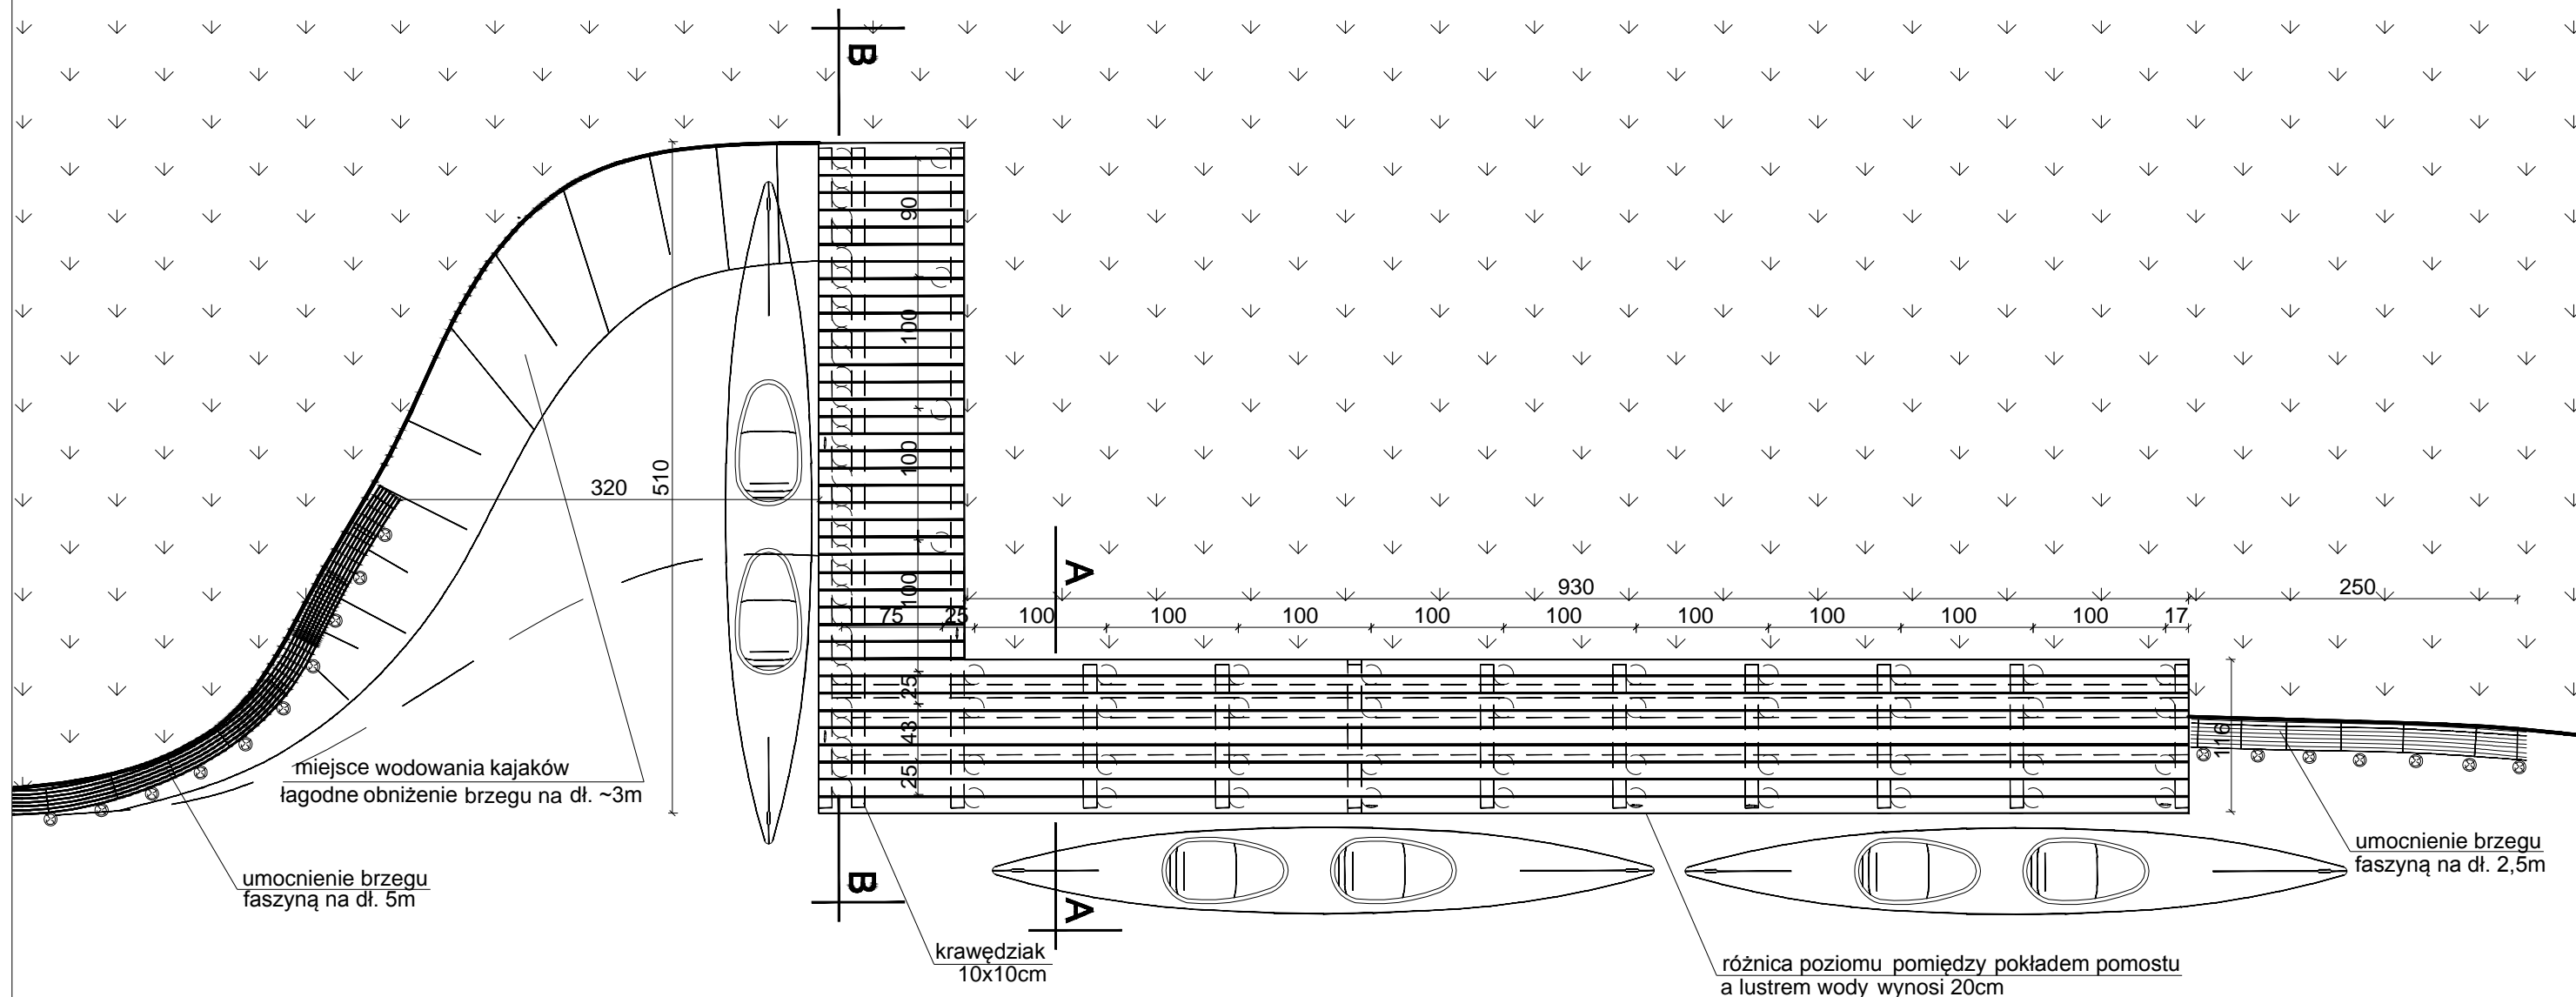 B
90
100
100
100
510
320
A
930
250
75
25
100
100
100
100
100
100
100
100
100
17
25
43
25
116
miejsce wodowania kajaków
łagodne obniżenie brzegu na dł. ~3m
umocnienie brzegu
faszyną na dł. 5m
B
A
krawędziak
10x10cm
umocnienie brzegu
faszyną na dł. 2,5m
różnica poziomu pomiędzy pokładem pomostu
a lustrem wody wynosi 20cm